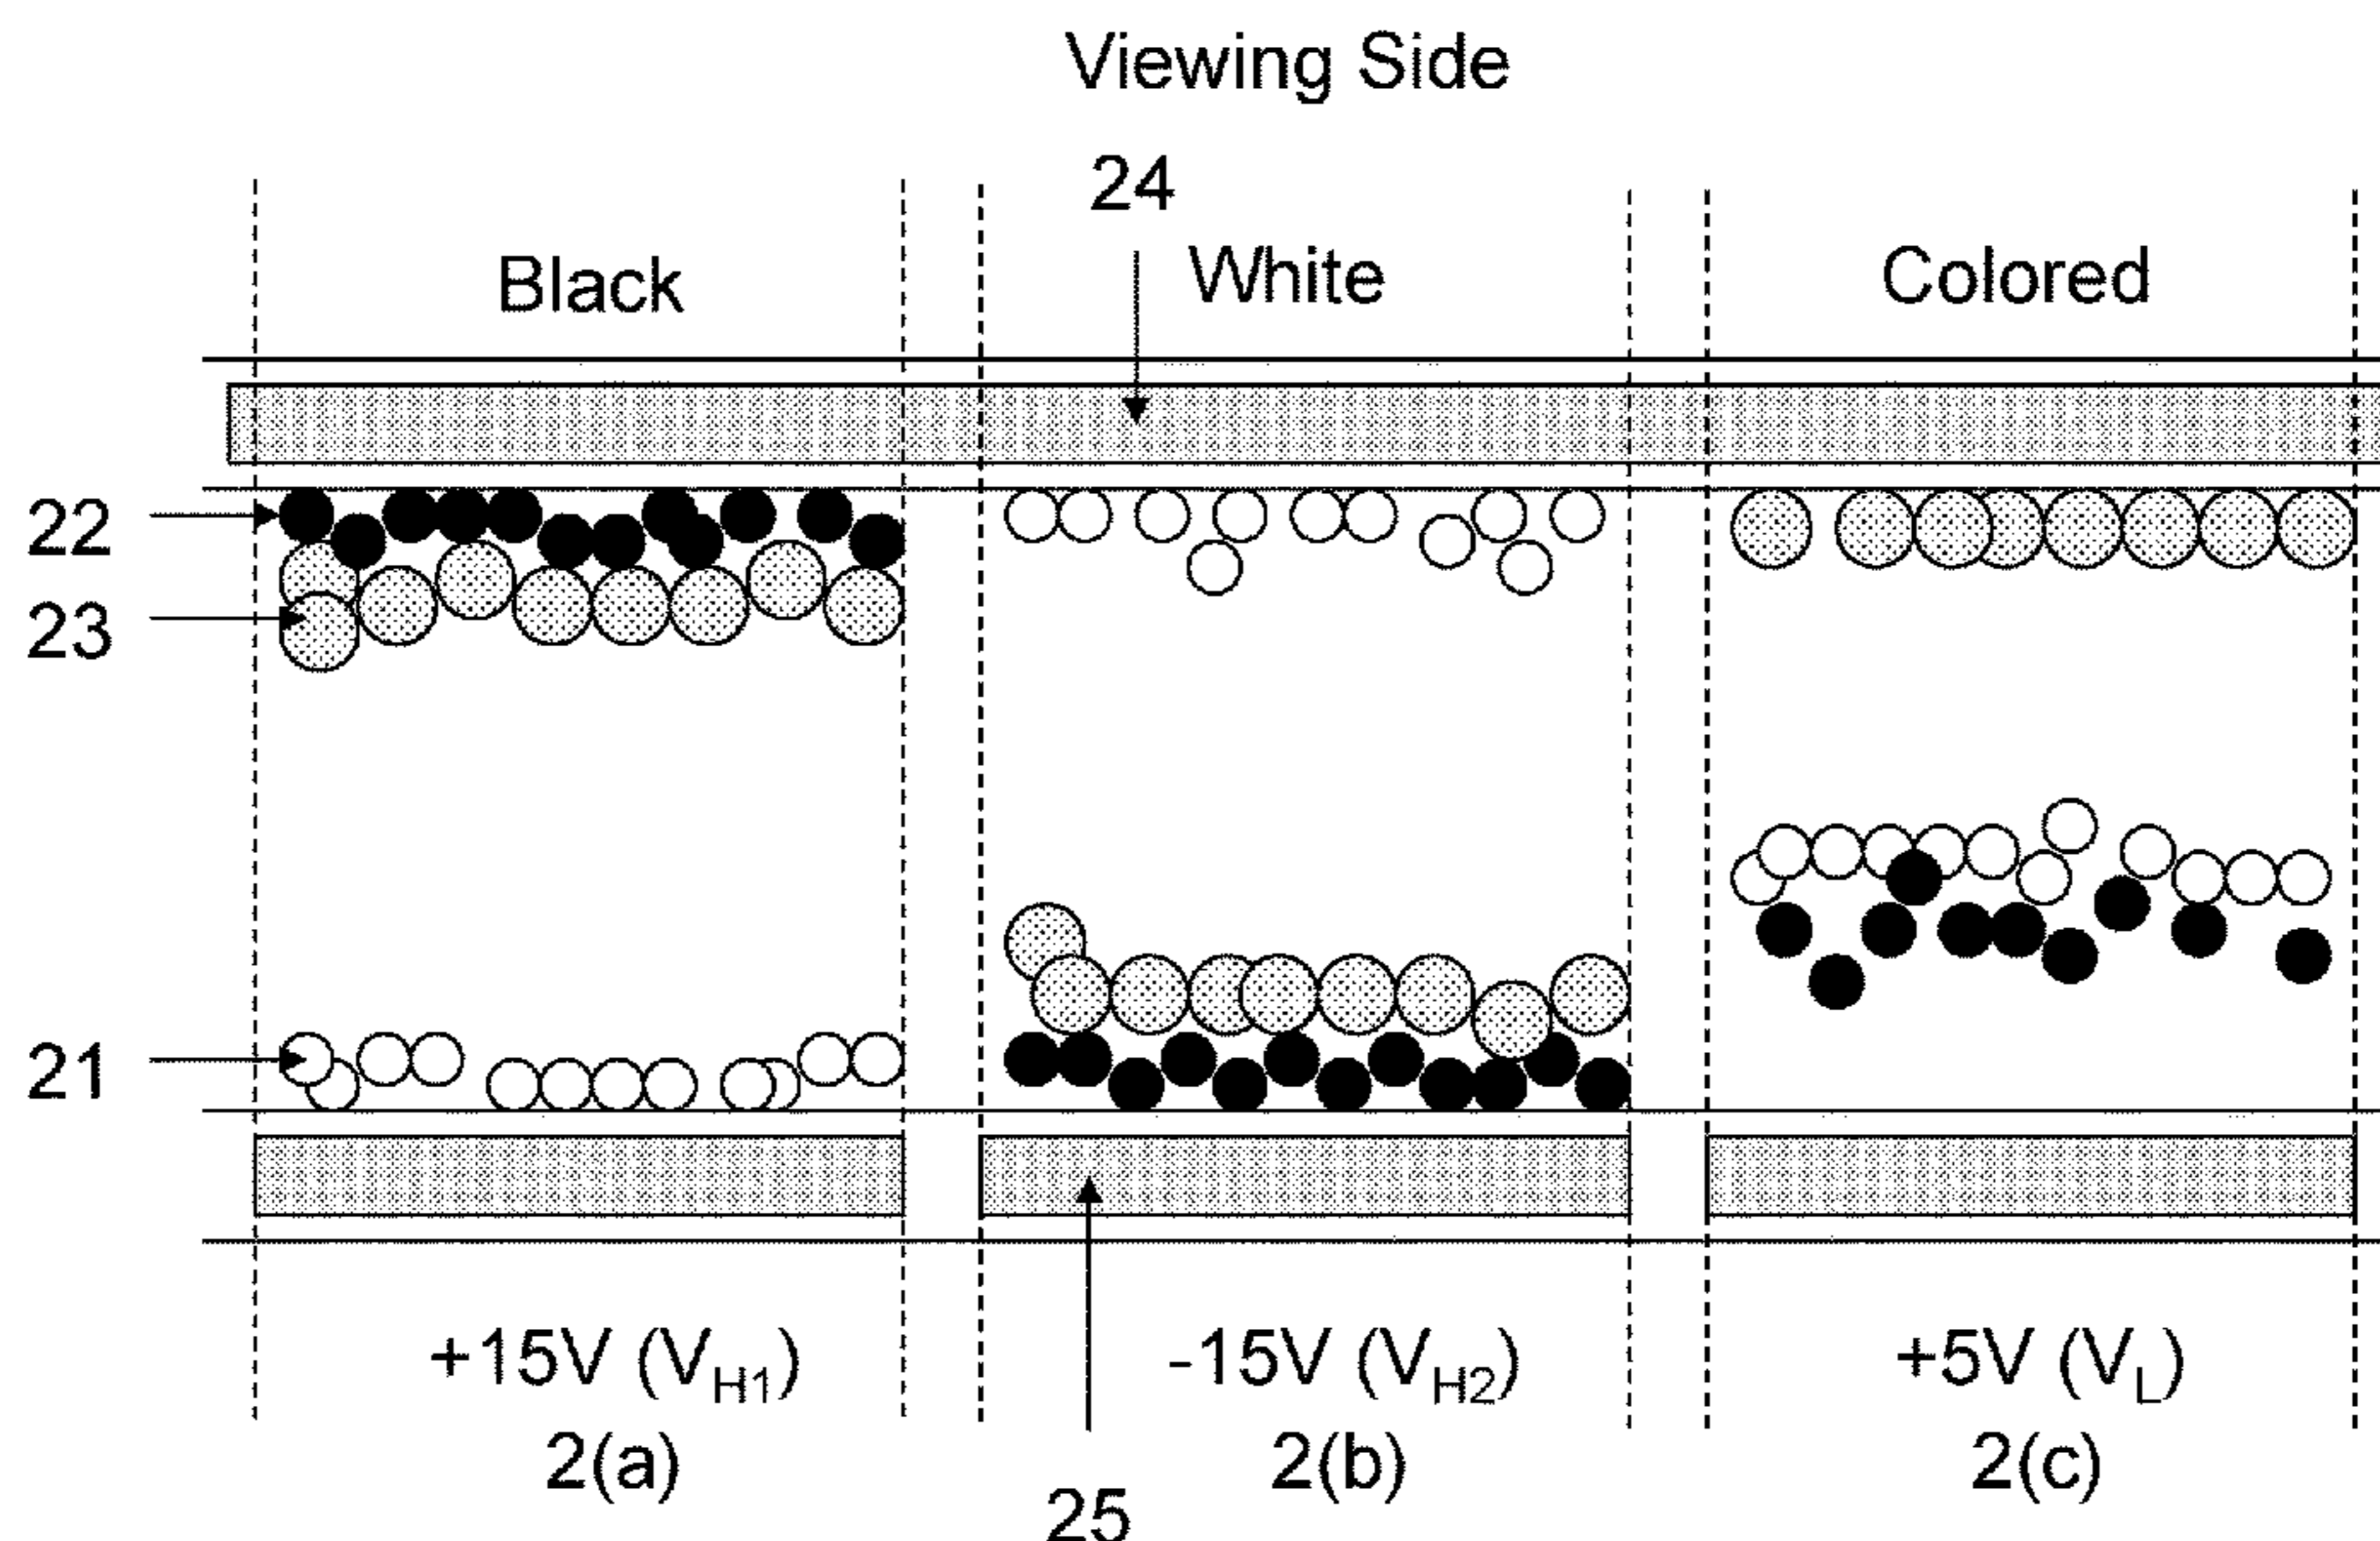 Viewing Side
24
Black
White
Colored
22
23
21
+15V (VH1)
-15V (VH2)
+5V (VL)
2(a)
2(b)
2(c)
25